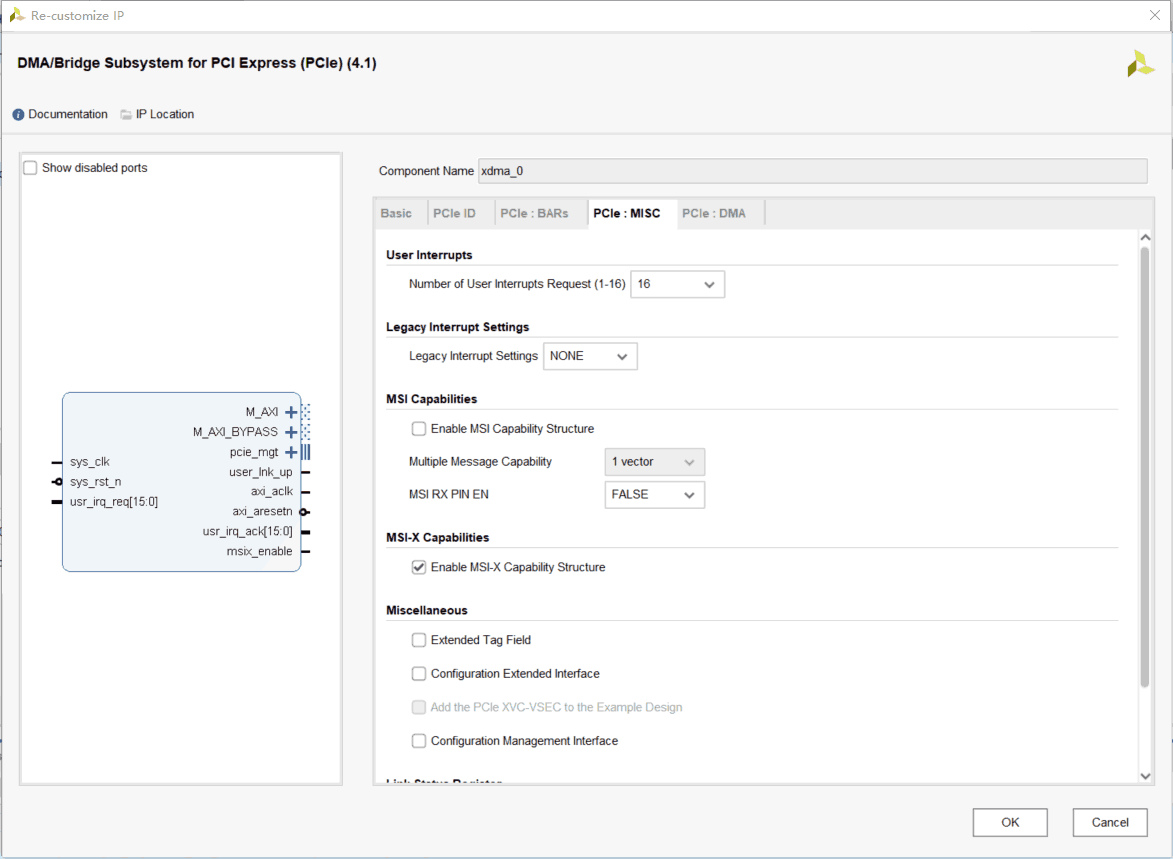 Re-customize IP
DMA/Bridge Subsystem for PCI Express (PCIe) (4.1)
Documentation IP Location
Show disabled ports
M_AXI
M_AXI_BYPASS
pcie_mgt
sys_clk
user_lnk_up
sys_rst_n
axi_aclk
usr_irq_req[15:0]
axi_aresetn
usr_irq_ack[15:0]
msix_enable
Component Name xdma_0
Basic PCIe ID PCIe : BARs PCIe : MISC PCIe : DMA
User Interrupts
Number of User Interrupts Request (1-16) 16
Legacy Interrupt Settings
Legacy Interrupt Settings NONE
MSI Capabilities
Enable MSI Capability Structure
Multiple Message Capability 1 vector
MSI RX PIN EN FALSE
MSI-X Capabilities
Enable MSI-X Capability Structure
Miscellaneous
Extended Tag Field
Configuration Extended Interface
Add the PCIe XVC-VSEC to the Example Design
Configuration Management Interface
Link Status Register
OK Cancel